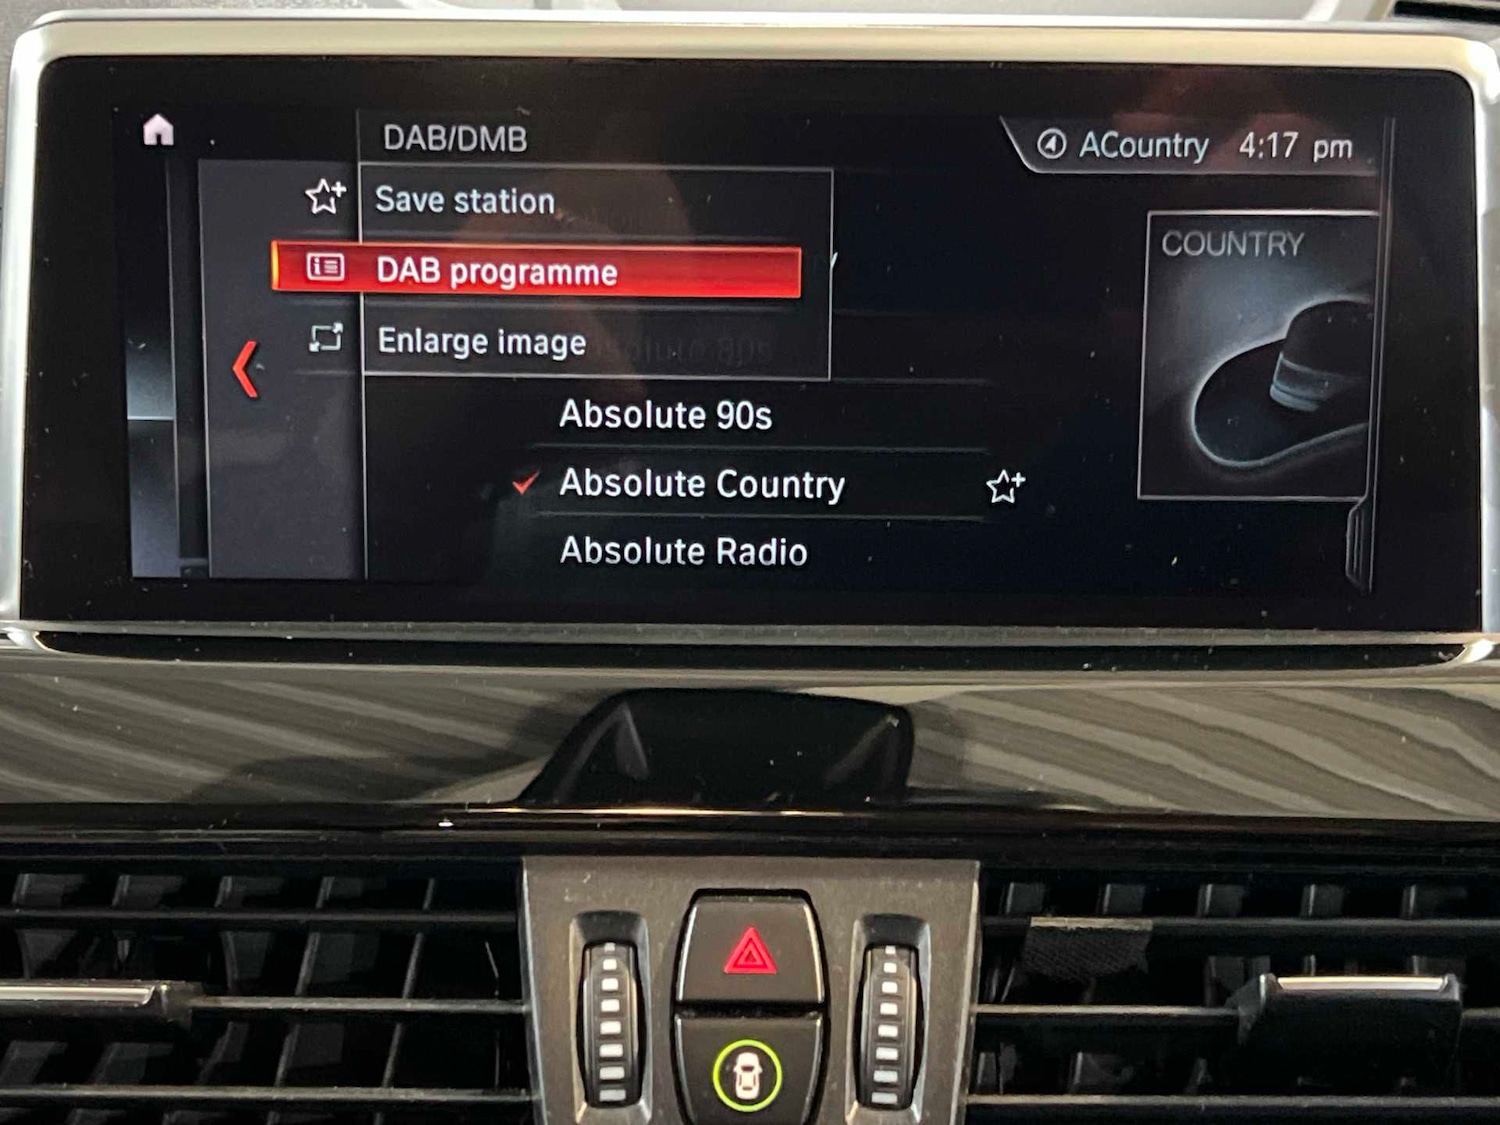 DAB/DMB
ACountry 4:17 pm
Save station
DAB programme
Enlarge image
COUNTRY
Absolute 90s
Absolute Country
Absolute Radio